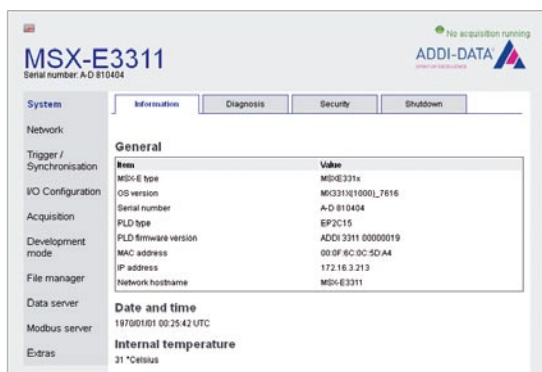 No acquisition running
MSX-E3311
Serial number: A-D 810404
ADDI-DATA
System
Network
Trigger / Synchronisation
I/O Configuration
Acquisition
Development mode
File manager
Data server
Modbus server
Extras
Information Diagnosis Security Shutdown
General
Item Value
MSX-E type MSXE331x
OS version MX331X(1000)_7616
Serial number A-D 810404
PLD type EP2C15
PLD firmware version ADDI 3311 00000019
MAC address 00:0F:6C:0C:5D:A4
IP address 172.16.3.213
Network hostname MSX-E3311
Date and time
1970/01/01 00:25:42 UTC
Internal temperature
31 °Celsius